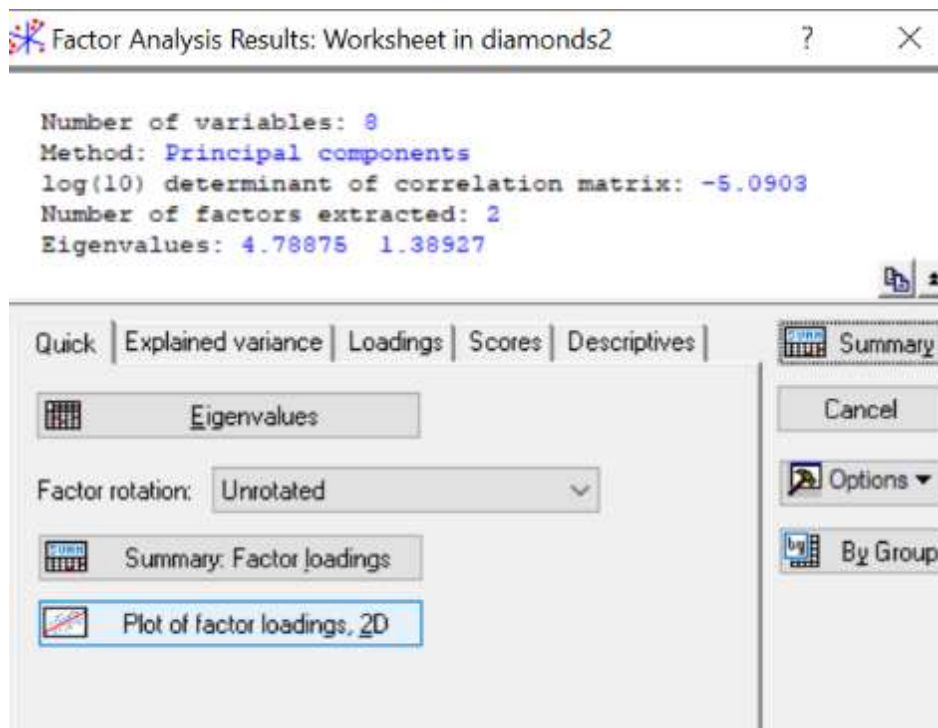 Factor Analysis Results: Worksheet in diamonds2 ?
Number of variables: 8
Method: Principal components
log(10) determinant of correlation matrix: -5.0903
Number of factors extracted: 2
Eigenvalues: 4.78875 1.38927
Quick Explained variance Loadings Scores Descriptives
Summary
Eigenvalues
Cancel
Factor rotation: Unrotated
Options
Summary: Factor loadings
By Group
Plot of factor loadings, 2D